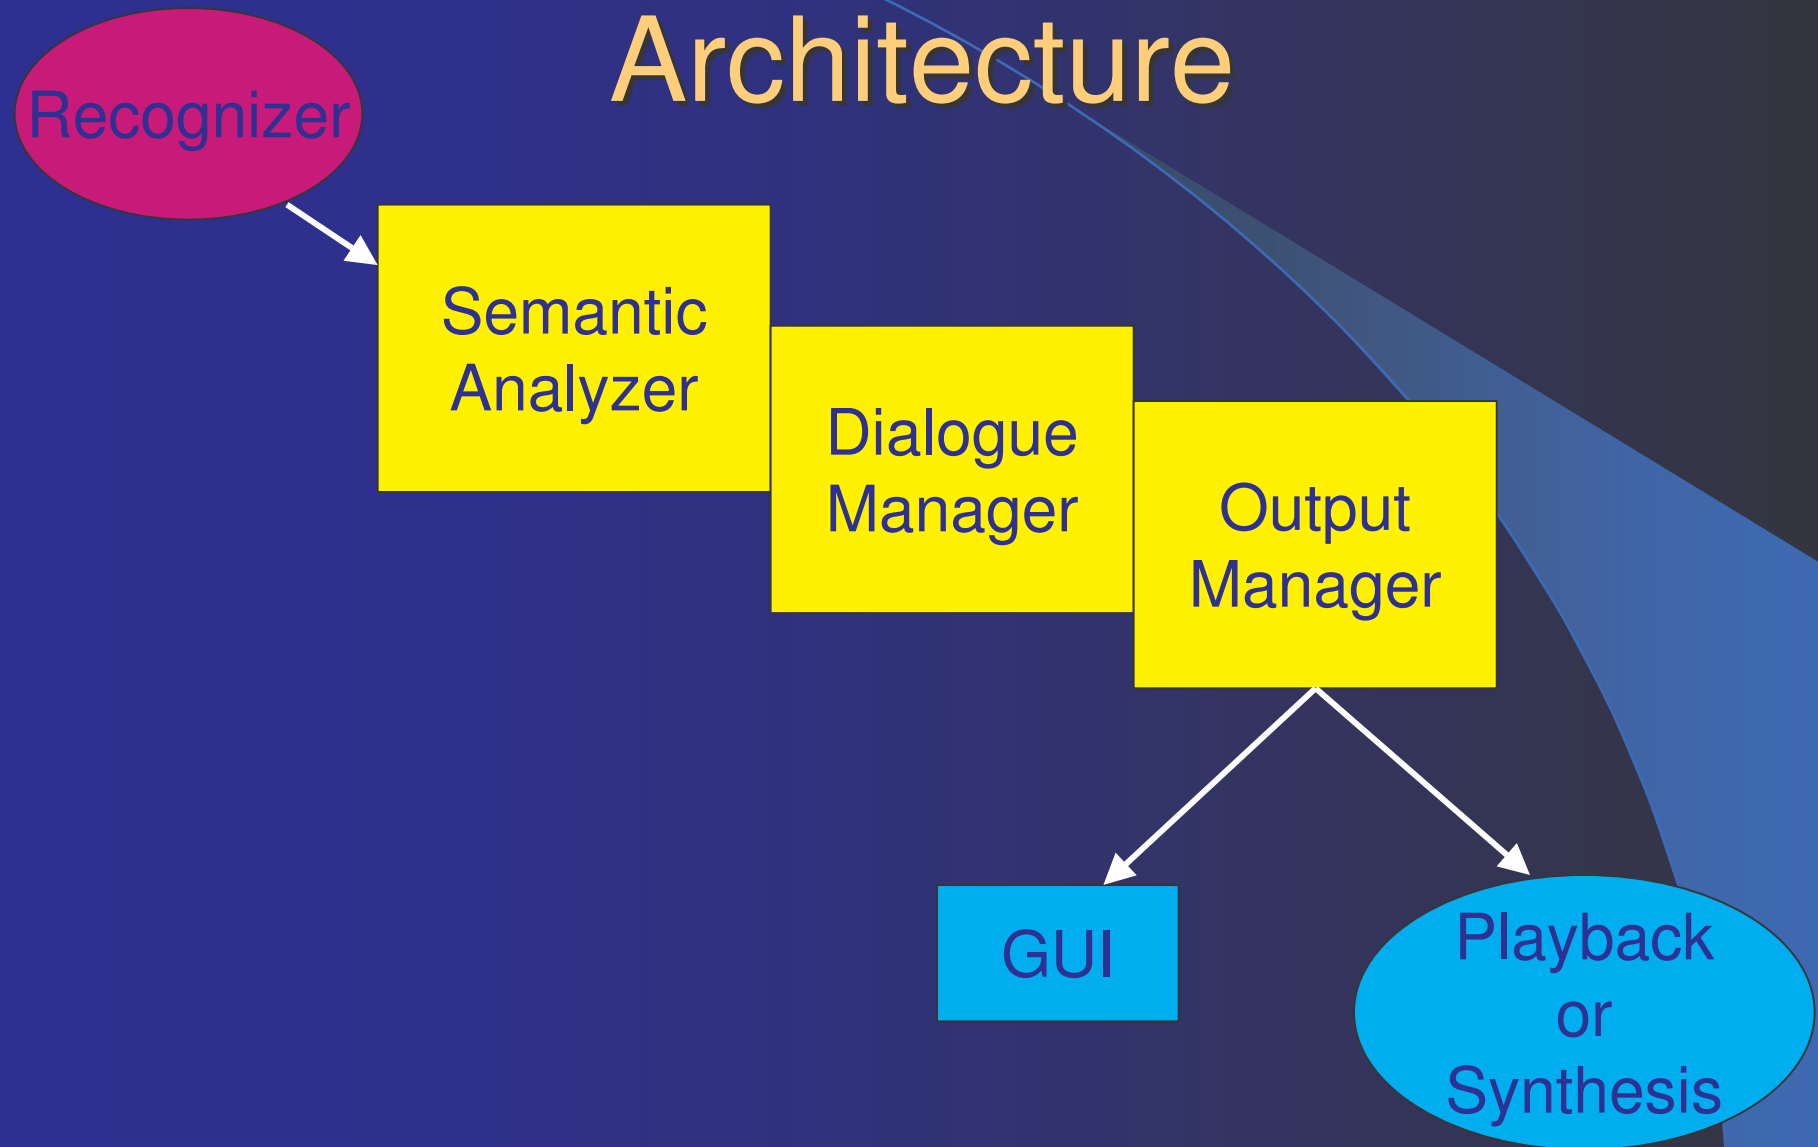 Architecture
Recognizer
Semantic
Analyzer
Dialogue
Manager
Output
Manager
GUI
Playback
or
Synthesis